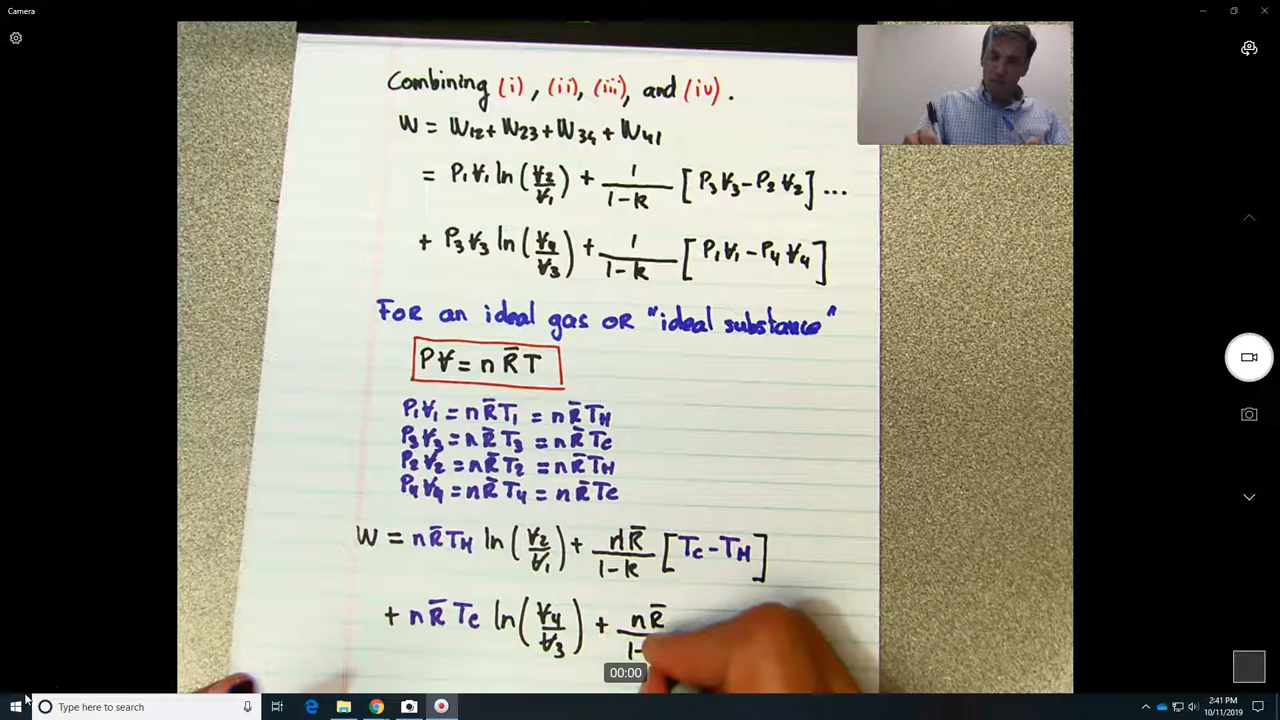 Camera
Combining (i), (ii), (iii), and (iv).
W = W12 + W23 + W34 + W41
= P1V1 ln(V2/V1) + 1/(1-k) [P3V3 - P2V2] ...
+ P3V3 ln(V4/V3) + 1/(1-k) [P1V1 - P4V4]
For an ideal gas or "ideal substance"
PV = nR̅T
P1V1 = nR̅T1 = nR̅TH
P3V3 = nR̅T3 = nR̅Tc
P2V2 = nR̅T2 = nR̅TH
P4V4 = nR̅T4 = nR̅Tc
W = nR̅TH ln(V2/V1) + nR̅/(1-k) [Tc - TH]
+ nR̅Tc ln(V4/V3) + nR̅/(1-
00:00
Type here to search
2:41 PM
10/11/2019